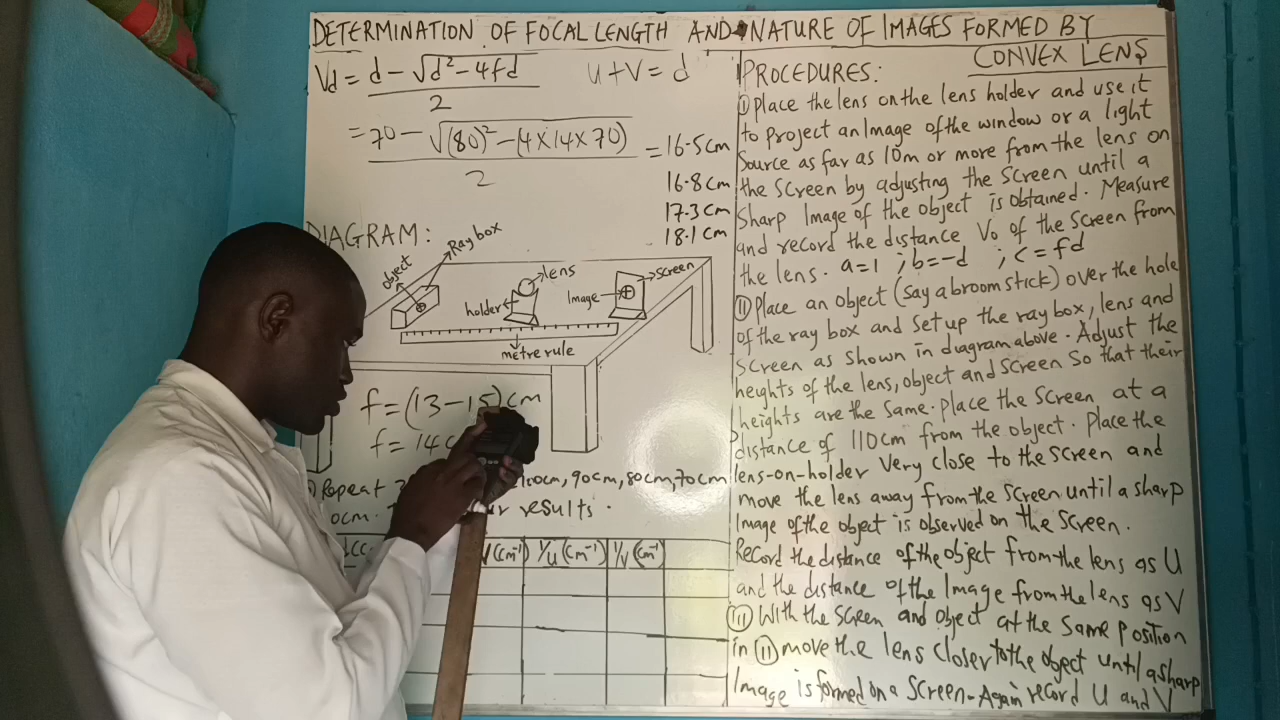 DETERMINATION OF FOCAL LENGTH AND NATURE OF IMAGES FORMED BY
CONVEX LENS
Vd = d - √d² - 4fd
2
u + V = d
= 70 - √(80)² - (4 x 14 x 70)
2
= 16.5cm
16.8cm
17.3cm
18.1cm
DIAGRAM:
object
Ray box
lens
holder
Image
screen
metre rule
f = (13 - 15) cm
f = 14
Repeat
90cm, 80cm, 70cm
0cm.
results.
V(cm⁻¹)
1/u (cm⁻¹)
1/V (cm⁻¹)
PROCEDURES:
(i) Place the lens on the lens holder and use it
to project an Image of the window or a light
Source as far as 10m or more from the lens on
the screen by adjusting the screen until a
sharp Image of the object is obtained. Measure
and record the distance Vo of the screen from
the lens. a=1 ; b=-d ; c=fd
(ii) Place an object (say a broom stick) over the hole
of the ray box and set up the ray box, lens and
screen as shown in diagram above. Adjust the
heights of the lens, object and screen so that their
heights are the same. Place the screen at a
distance of 110cm from the object. Place the
lens-on-holder very close to the screen and
move the lens away from the screen until a sharp
Image of the object is observed on the screen.
Record the distance of the object from the lens as U
and the distance of the Image from the lens as V
(iii) With the screen and object at the same position
in (ii) move the lens closer to the object until a sharp
Image is formed on a screen - Again record U and V